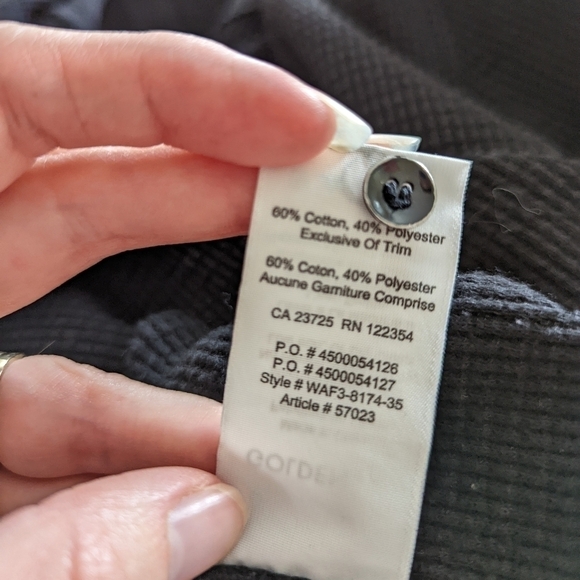 60% Cotton, 40% Polyester
Exclusive Of Trim
60% Coton, 40% Polyester
Aucune Garniture Comprise
CA 23725 RN 122354
P.O. # 4500054126
P.O. # 4500054127
Style # WAF3-8174-35
Article # 57023